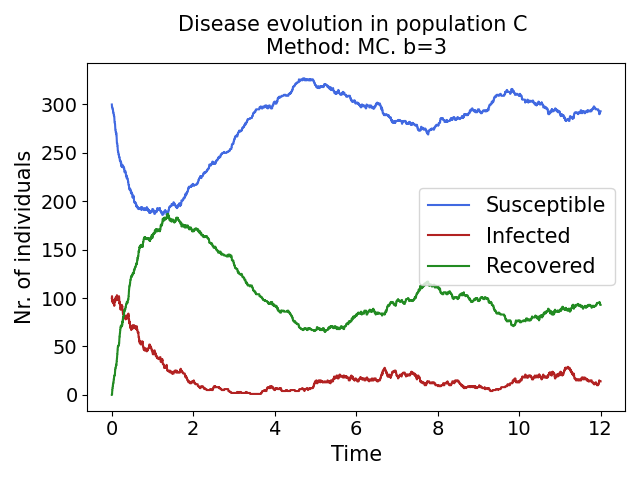 Disease evolution in population C
Method: MC. b=3
Nr. of individuals
300
250
200
150
100
50
0
Susceptible
Infected
Recovered
0 2 4 6 8 10 12
Time